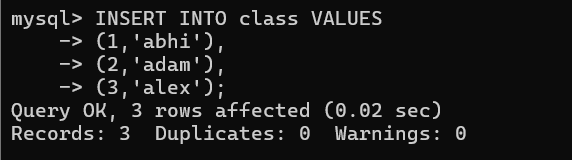 mysql> INSERT INTO class VALUES
    -> (1,'abhi'),
    -> (2,'adam'),
    -> (3,'alex');
Query OK, 3 rows affected (0.02 sec)
Records: 3  Duplicates: 0  Warnings: 0